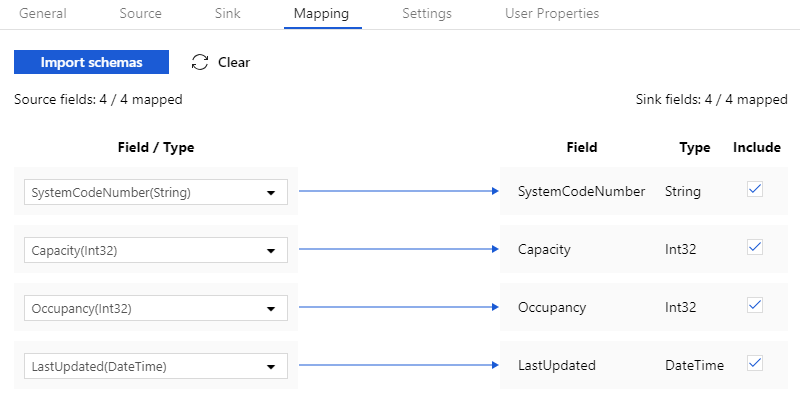 General Source Sink Mapping Settings User Properties
Import schemas Clear
Source fields: 4 / 4 mapped Sink fields: 4 / 4 mapped
Field / Type Field Type Include
SystemCodeNumber(String) SystemCodeNumber String
Capacity(Int32) Capacity Int32
Occupancy(Int32) Occupancy Int32
LastUpdated(DateTime) LastUpdated DateTime